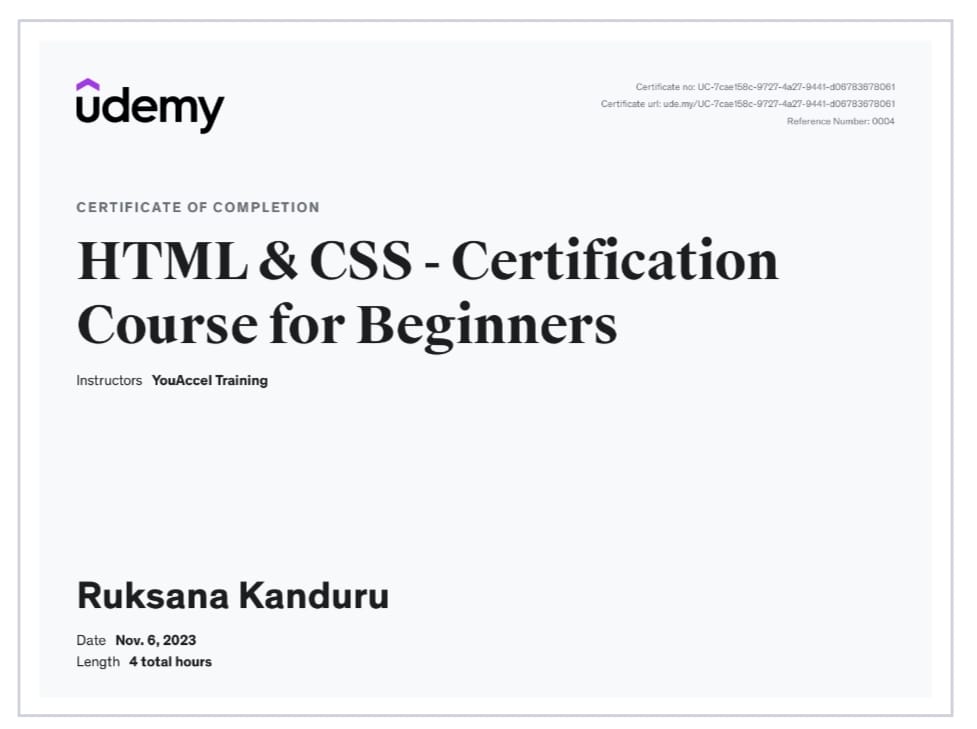 udemy
Certificate no: UC-7cae158c-9727-4a27-9441-d06783678061
Certificate url: ude.my/UC-7cae158c-9727-4a27-9441-d06783678061
Reference Number: 0004
CERTIFICATE OF COMPLETION
HTML & CSS - Certification
Course for Beginners
Instructors YouAccel Training
Ruksana Kanduru
Date Nov. 6, 2023
Length 4 total hours